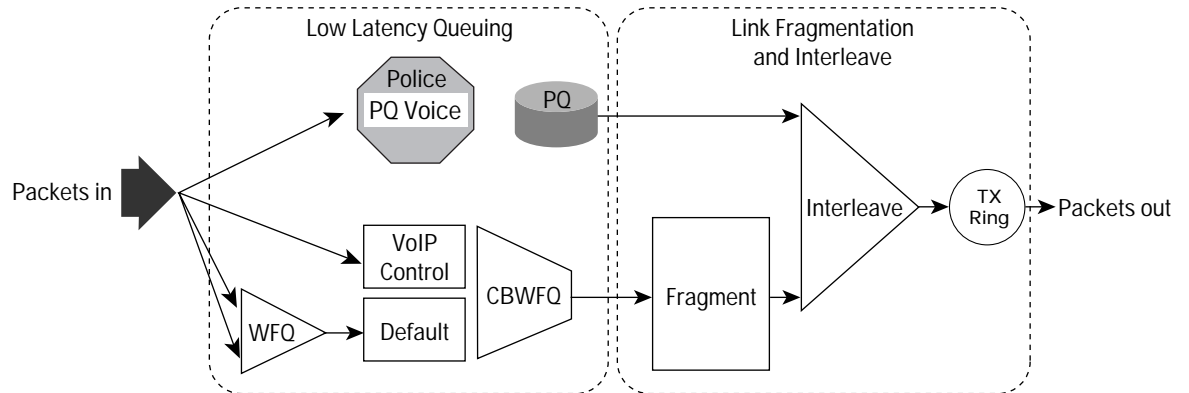 Low Latency Queuing
Link Fragmentation
and Interleave
Police
PQ Voice
PQ
Packets in
VoIP
Control
CBWFQ
WFQ
Default
Fragment
Interleave
TX
Ring
Packets out